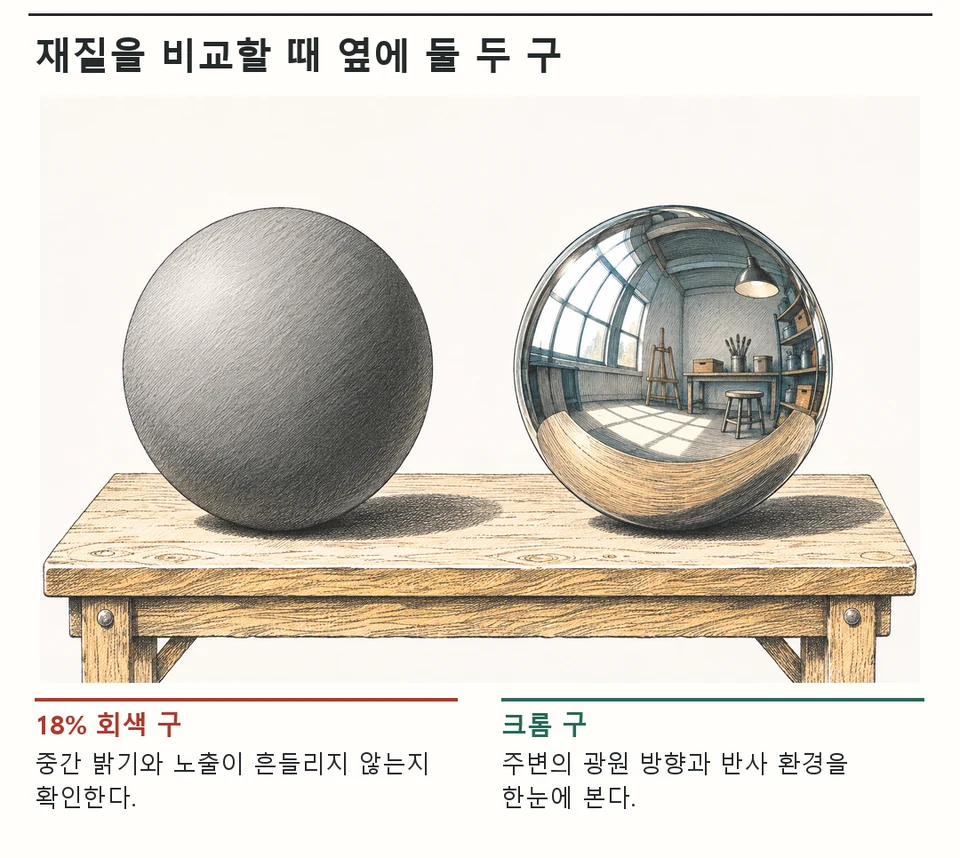 재질을 비교할 때 옆에 둘 두 구
18% 회색 구
중간 밝기와 노출이 흔들리지 않는지
확인한다.
크롬 구
주변의 광원 방향과 반사 환경을
한눈에 본다.